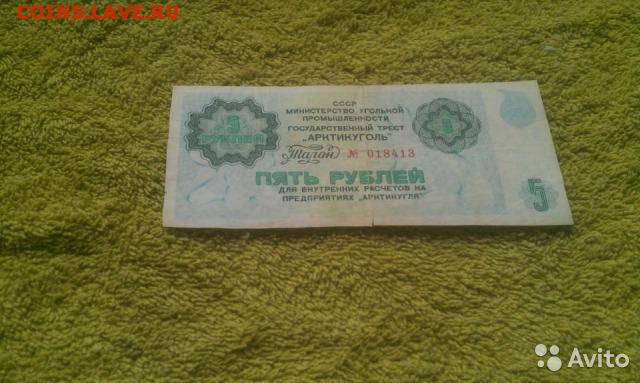 COINS.LAVE.RU
СССР
МИНИСТЕРСТВО УГОЛЬНОЙ
ПРОМЫШЛЕННОСТИ
ГОСУДАРСТВЕННЫЙ ТРЕСТ
„АРКТИКУГОЛЬ"
5
РУБЛЕЙ
5
Талон № 018413
ПЯТЬ РУБЛЕЙ
ДЛЯ ВНУТРЕННИХ РАСЧЕТОВ НА
ПРЕДПРИЯТИЯХ „АРКТИКУГЛЯ"
5
Avito